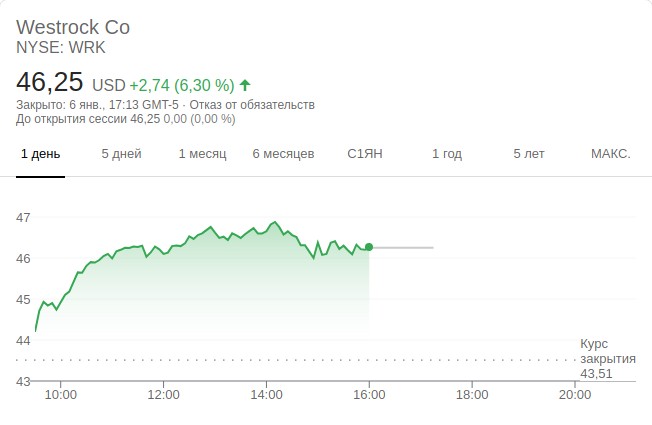 Westrock Co
NYSE: WRK
46,25 USD +2,74 (6,30 %)
Закрыто: 6 янв., 17:13 GMT-5 · Отказ от обязательств
До открытия сессии 46,25 0,00 (0,00 %)
1 день 5 дней 1 месяц 6 месяцев С1ЯН 1 год 5 лет МАКС.
47
46
45
44
Курс
закрытия
43,51
43
10:00 12:00 14:00 16:00 18:00 20:00